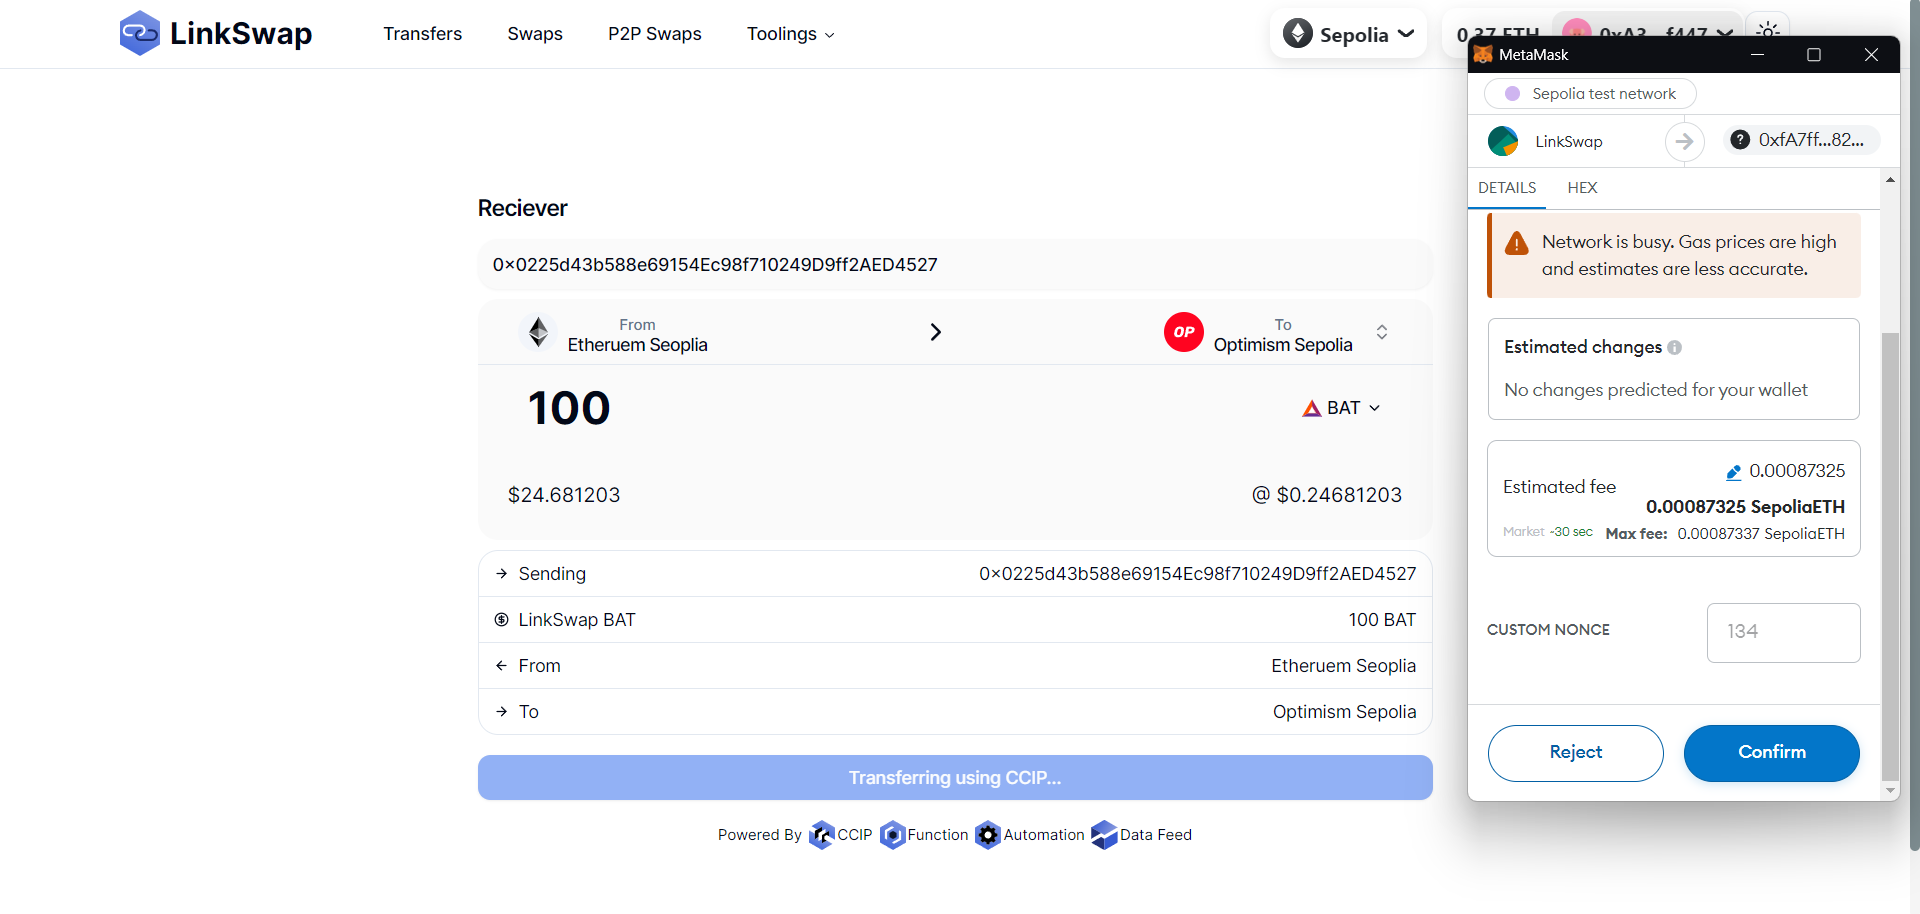 LinkSwap
Transfers
Swaps
P2P Swaps
Toolings
Sepolia
0.37 ETH
0xA3...f447
Reciever
0x0225d43b588e69154Ec98f710249D9ff2AED4527
From
Etheruem Seoplia
OP
To
Optimism Sepolia
100
BAT
$24.681203
@ $0.24681203
Sending
0x0225d43b588e69154Ec98f710249D9ff2AED4527
LinkSwap BAT
100 BAT
From
Etheruem Seoplia
To
Optimism Sepolia
Transferring using CCIP...
Powered By CCIP Function Automation Data Feed
MetaMask
Sepolia test network
LinkSwap
0xfA7ff...82...
DETAILS
HEX
Network is busy. Gas prices are high
and estimates are less accurate.
Estimated changes
No changes predicted for your wallet
0.00087325
Estimated fee
0.00087325 SepoliaETH
Market ~30 sec
Max fee: 0.00087337 SepoliaETH
CUSTOM NONCE
134
Reject
Confirm